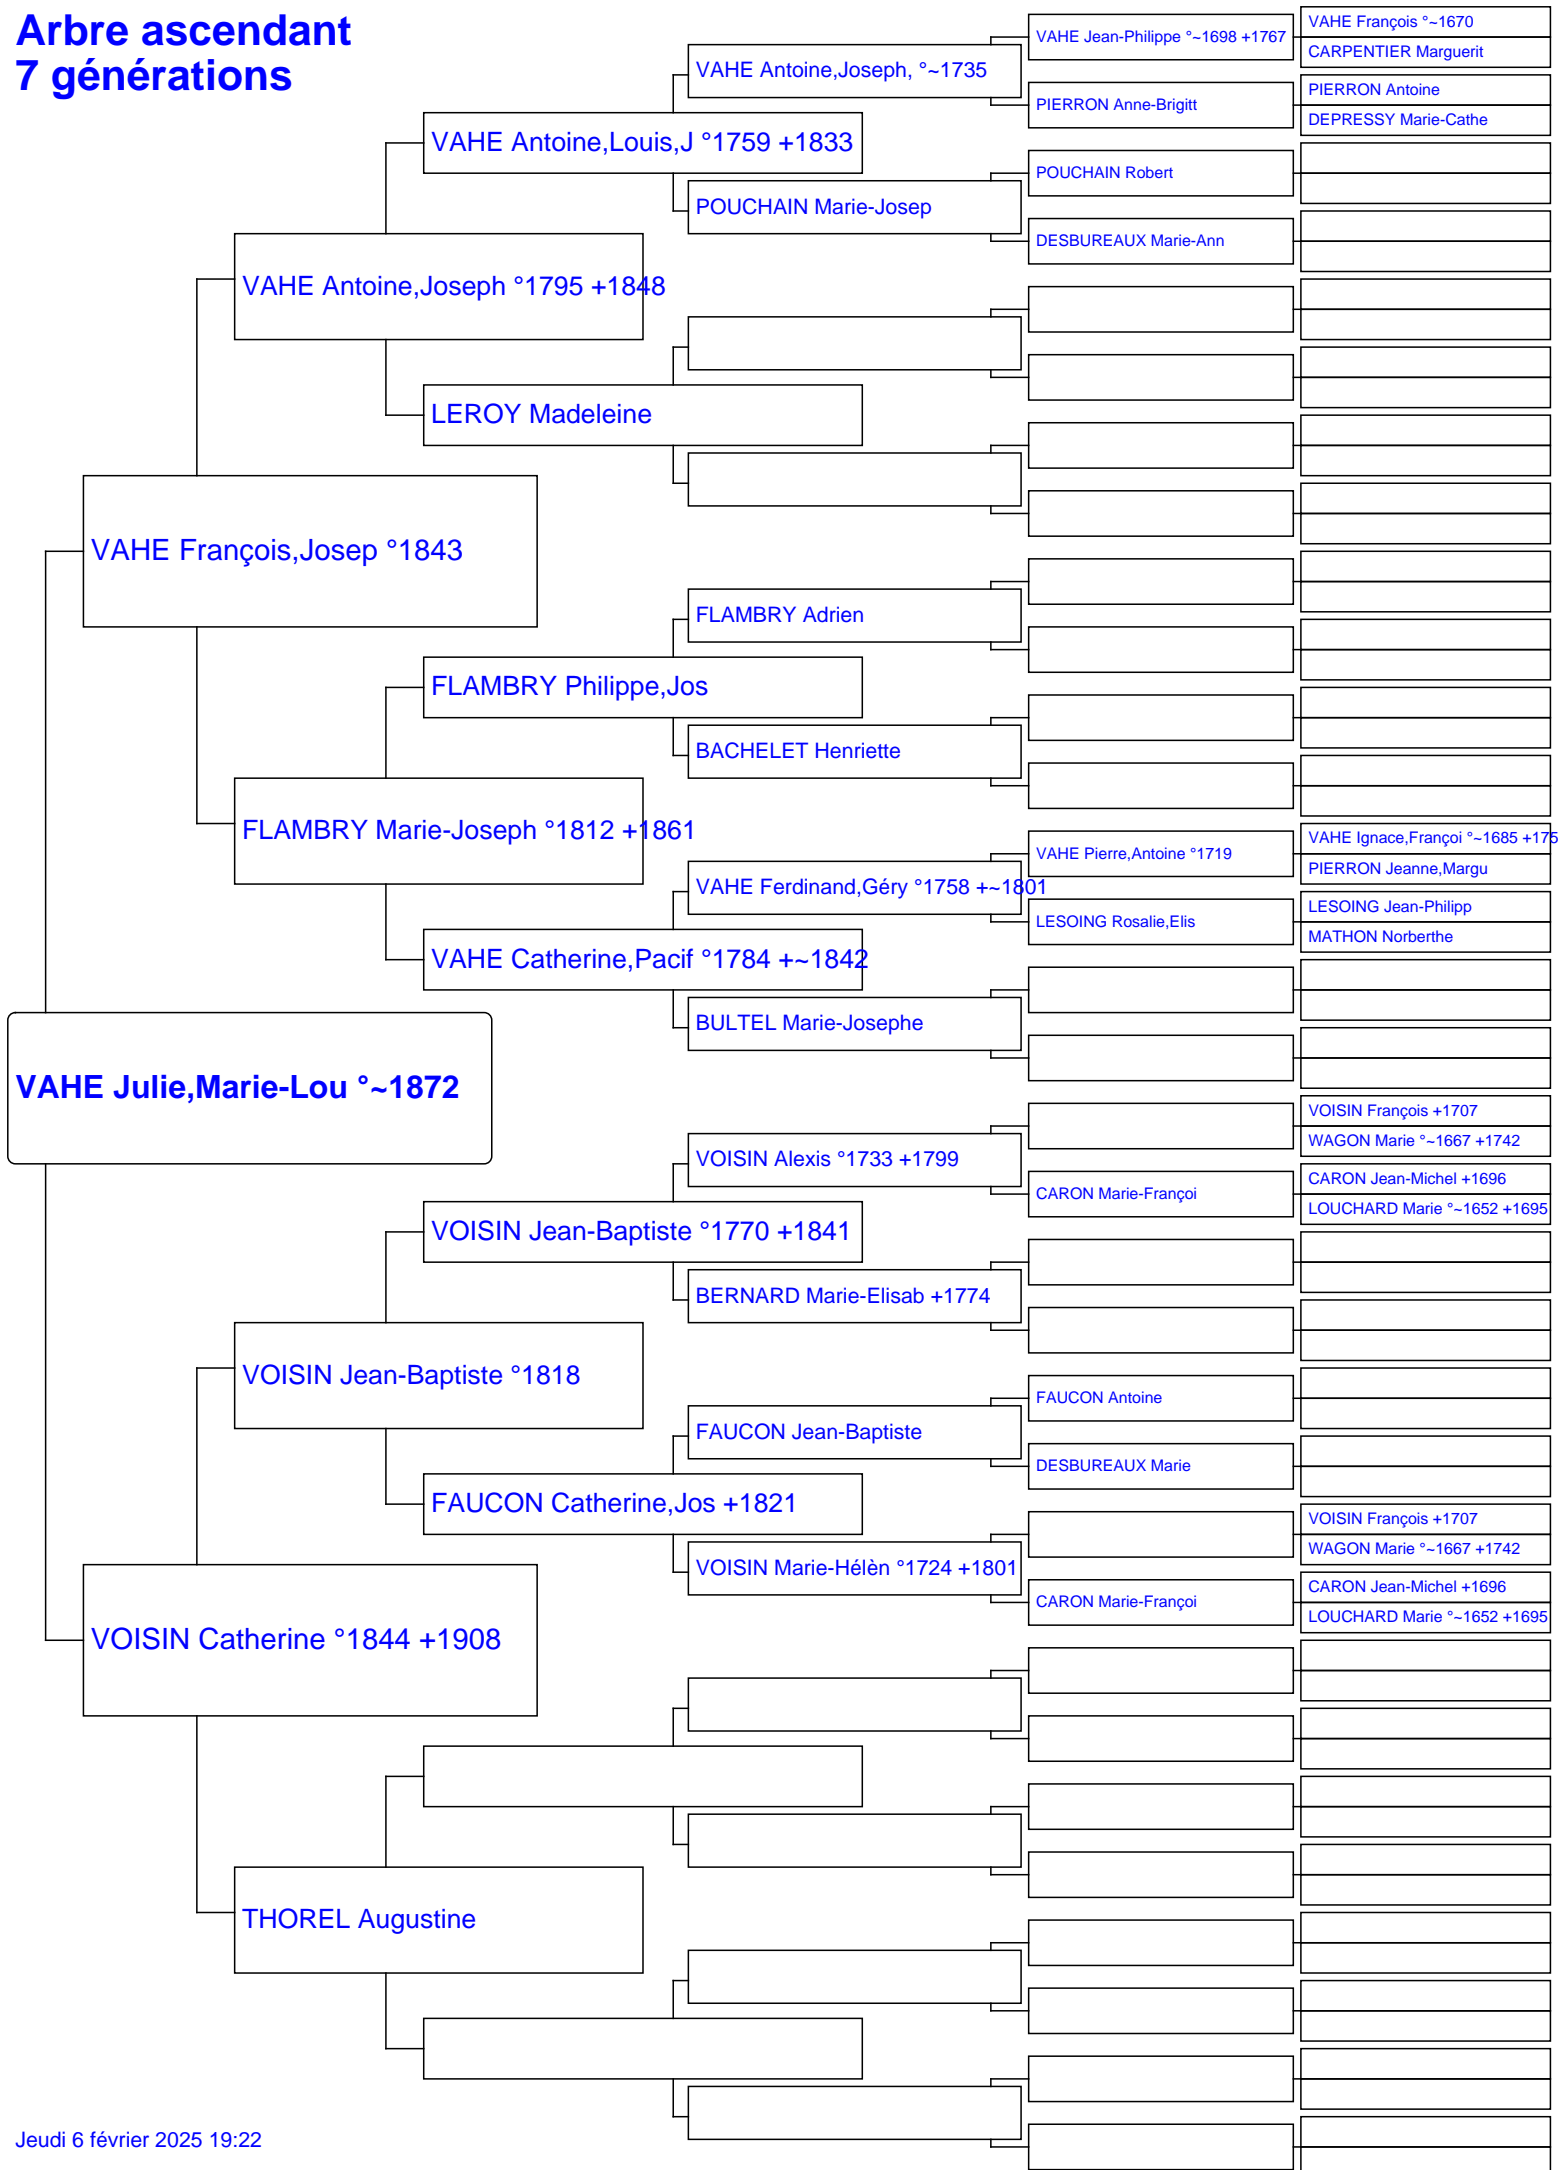 Arbre ascendant
7 générations
VAHE Julie,Marie-Lou °~1872
VAHE François,Josep °1843
VOISIN Catherine °1844 +1908
VAHE Antoine,Joseph °1795 +1848
FLAMBRY Marie-Joseph °1812 +1861
VOISIN Jean-Baptiste °1818
THOREL Augustine
VAHE Antoine,Louis,J °1759 +1833
LEROY Madeleine
FLAMBRY Philippe,Jos
VAHE Catherine,Pacif °1784 +~1842
VOISIN Jean-Baptiste °1770 +1841
FAUCON Catherine,Jos +1821
VAHE Antoine,Joseph, °~1735
POUCHAIN Marie-Josep
FLAMBRY Adrien
BACHELET Henriette
VAHE Ferdinand,Géry °1758 +~1801
BULTEL Marie-Josephe
VOISIN Alexis °1733 +1799
BERNARD Marie-Elisab +1774
FAUCON Jean-Baptiste
VOISIN Marie-Hélèn °1724 +1801
VAHE Jean-Philippe °~1698 +1767
PIERRON Anne-Brigitt
POUCHAIN Robert
DESBUREAUX Marie-Ann
VAHE Pierre,Antoine °1719
LESOING Rosalie,Elis
CARON Marie-Françoi
FAUCON Antoine
DESBUREAUX Marie
CARON Marie-Françoi
VAHE François °~1670
CARPENTIER Marguerit
PIERRON Antoine
DEPRESSY Marie-Cathe
VAHE Ignace,Françoi °~1685 +175
PIERRON Jeanne,Margu
LESOING Jean-Philipp
MATHON Norberthe
VOISIN François +1707
WAGON Marie °~1667 +1742
CARON Jean-Michel +1696
LOUCHARD Marie °~1652 +1695
VOISIN François +1707
WAGON Marie °~1667 +1742
CARON Jean-Michel +1696
LOUCHARD Marie °~1652 +1695
Jeudi 6 février 2025 19:22